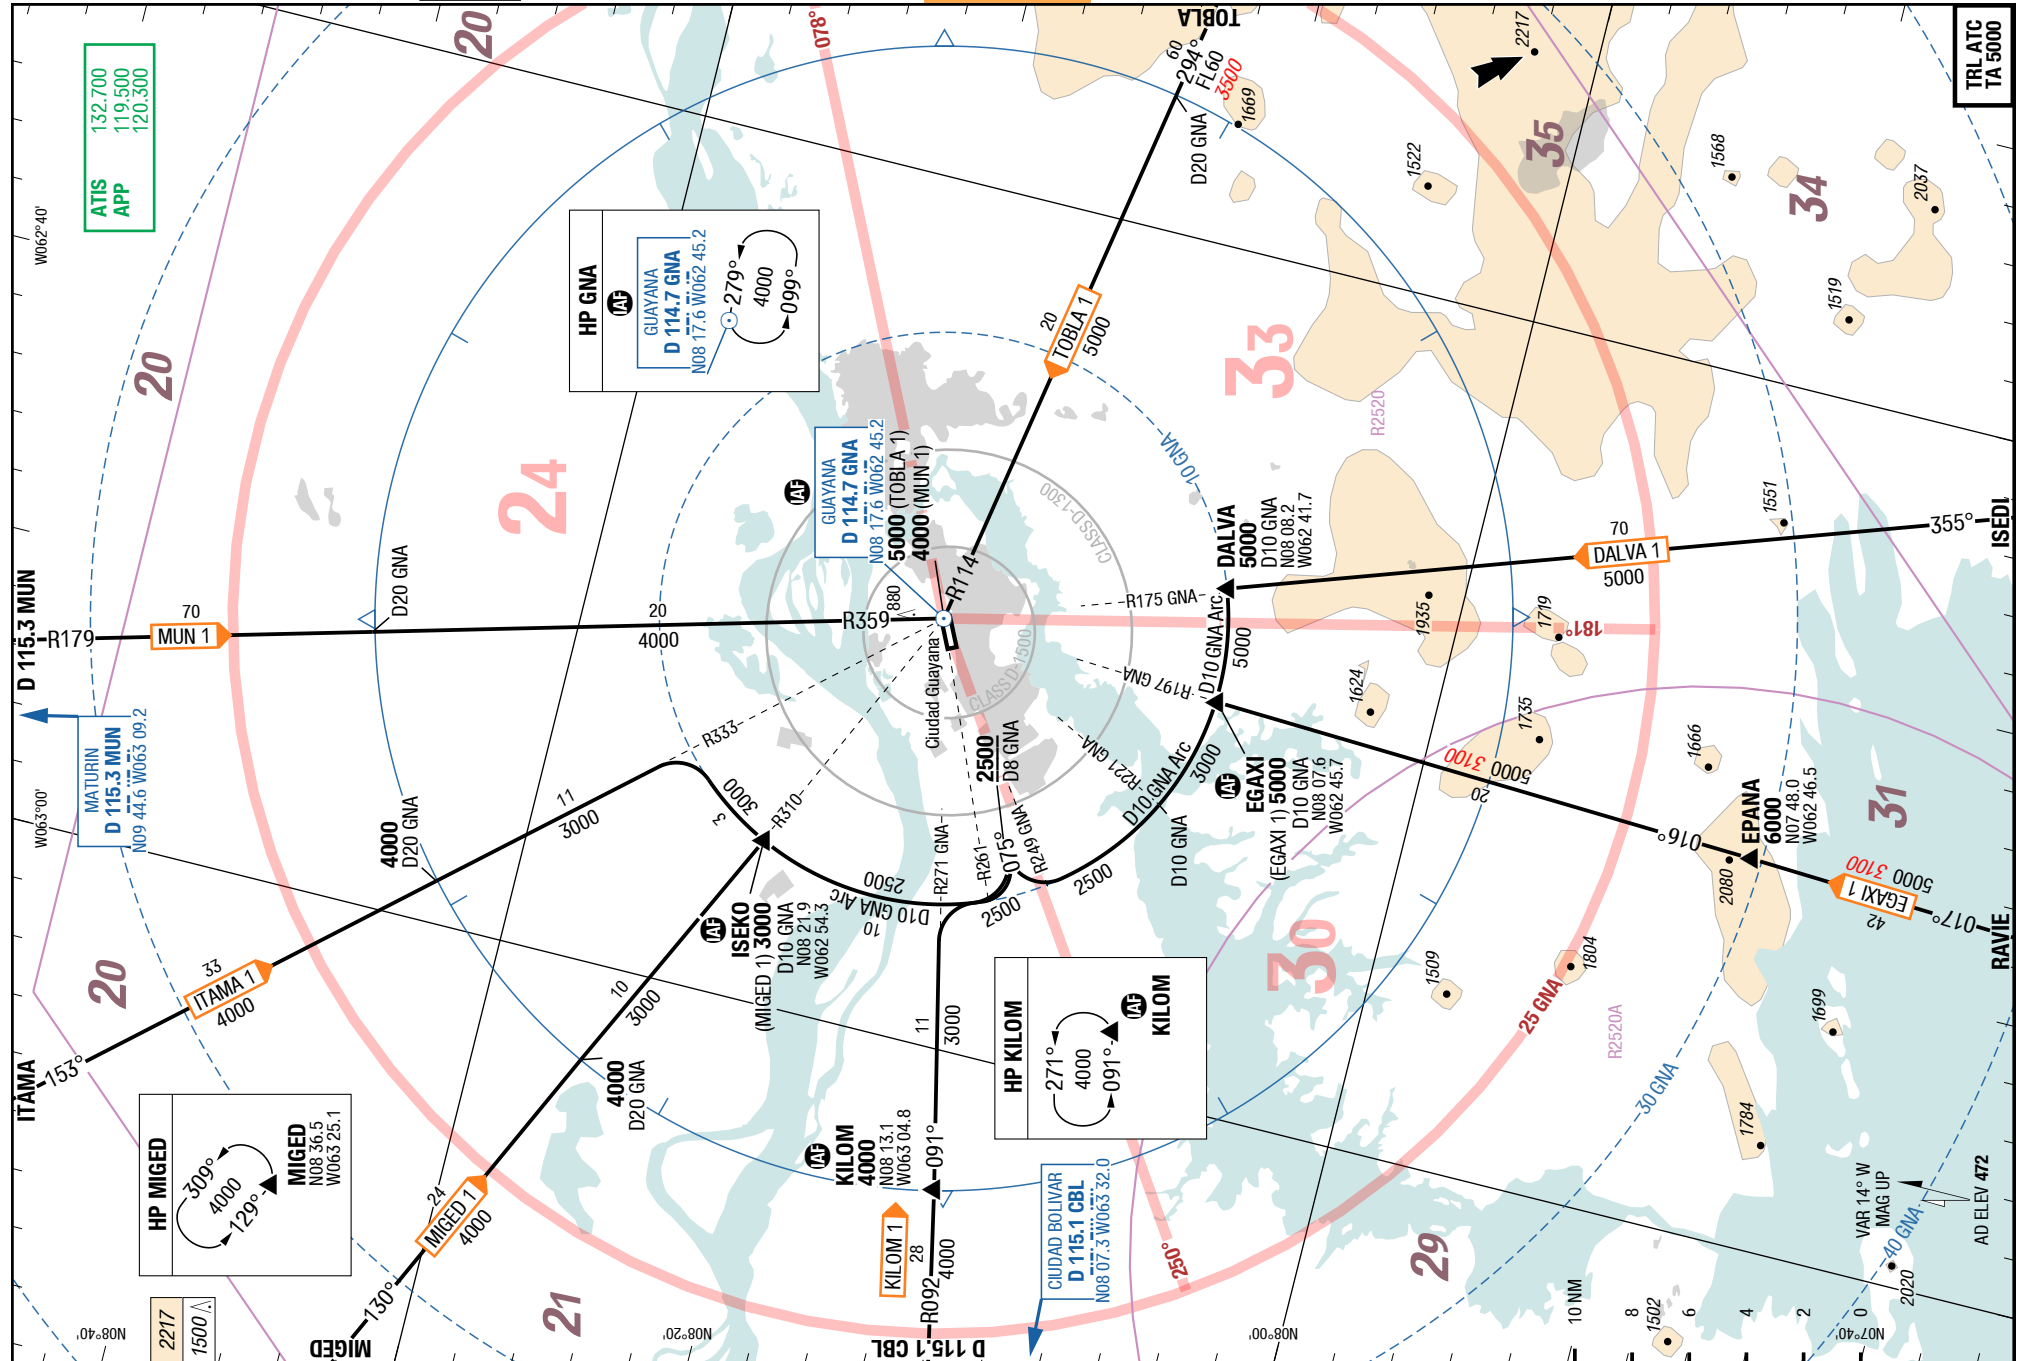 ATIS 132.700
APP 119.500
120.300
TRL ATC
TA 5000
W062°40'
W063°00'
N08°40'
N08°20'
N08°00'
N07°40'
D 115.3 MUN
R179
70
MUN 1
D20 GNA
20
4000
R359
880
MATURIN
D 115.3 MUN
N09 44.6 W063 09.2
ITAMA
153°
33
ITAMA 1
4000
4000
D20 GNA
11
3000
R333
3000
3
R310
HP MIGED
309°
4000
129°
MIGED
N08 36.5
W063 25.1
2217
1500
MIGED
130°
24
MIGED 1
4000
4000
D20 GNA
10
3000
IAF
ISEKO
(MIGED 1) 3000
D10 GNA
N08 21.9
W062 54.3
2500
D10 GNA Arc
10
R271 GNA
R261
2500
D 115.1 CBL
R092
28
4000
KILOM 1
IAF
KILOM
4000
N08 13.1
W063 04.8
091°
11
3000
CIUDAD BOLIVAR
D 115.1 CBL
N08 07.3 W063 32.0
HP KILOM
271°
4000
091°
IAF
KILOM
HP GNA
IAF
GUAYANA
D 114.7 GNA
N08 17.6 W062 45.2
279°
4000
099°
IAF
GUAYANA
D 114.7 GNA
N08 17.6 W062 45.2
5000 (TOBLA 1)
4000 (MUN 1)
Ciudad Guayana
CLASS D-1500
CLASS D-1300
2500
D8 GNA
075°
R249 GNA
2500
D10 GNA Arc
3000
R221 GNA
D10 GNA
R197 GNA
D10 GNA Arc
5000
R175 GNA
R114
TOBLA
60
294°
FL60
3500
D20 GNA
20
TOBLA 1
5000
10 GNA
DALVA
5000
D10 GNA
N08 08.2
W062 41.7
70
DALVA 1
5000
355°
ISEDI
IAF
EGAXI
(EGAXI 1) 5000
D10 GNA
N08 07.6
W062 45.7
3100
5000
20
016°
EPANA
6000
N07 48.0
W062 46.5
3100
5000
EGAXI 1
42
017°
RAVIE
078°
181°
250°
25 GNA
30 GNA
40 GNA
R2520
R2520A
20
20
20
21
24
29
30
31
33
34
35
2217
1669
1522
1568
2037
1519
1551
1935
1719
1624
1735
1666
2080
1509
1804
1699
1784
1502
2020
VAR 14° W
MAG UP
AD ELEV 472
10 NM
8
6
4
2
0